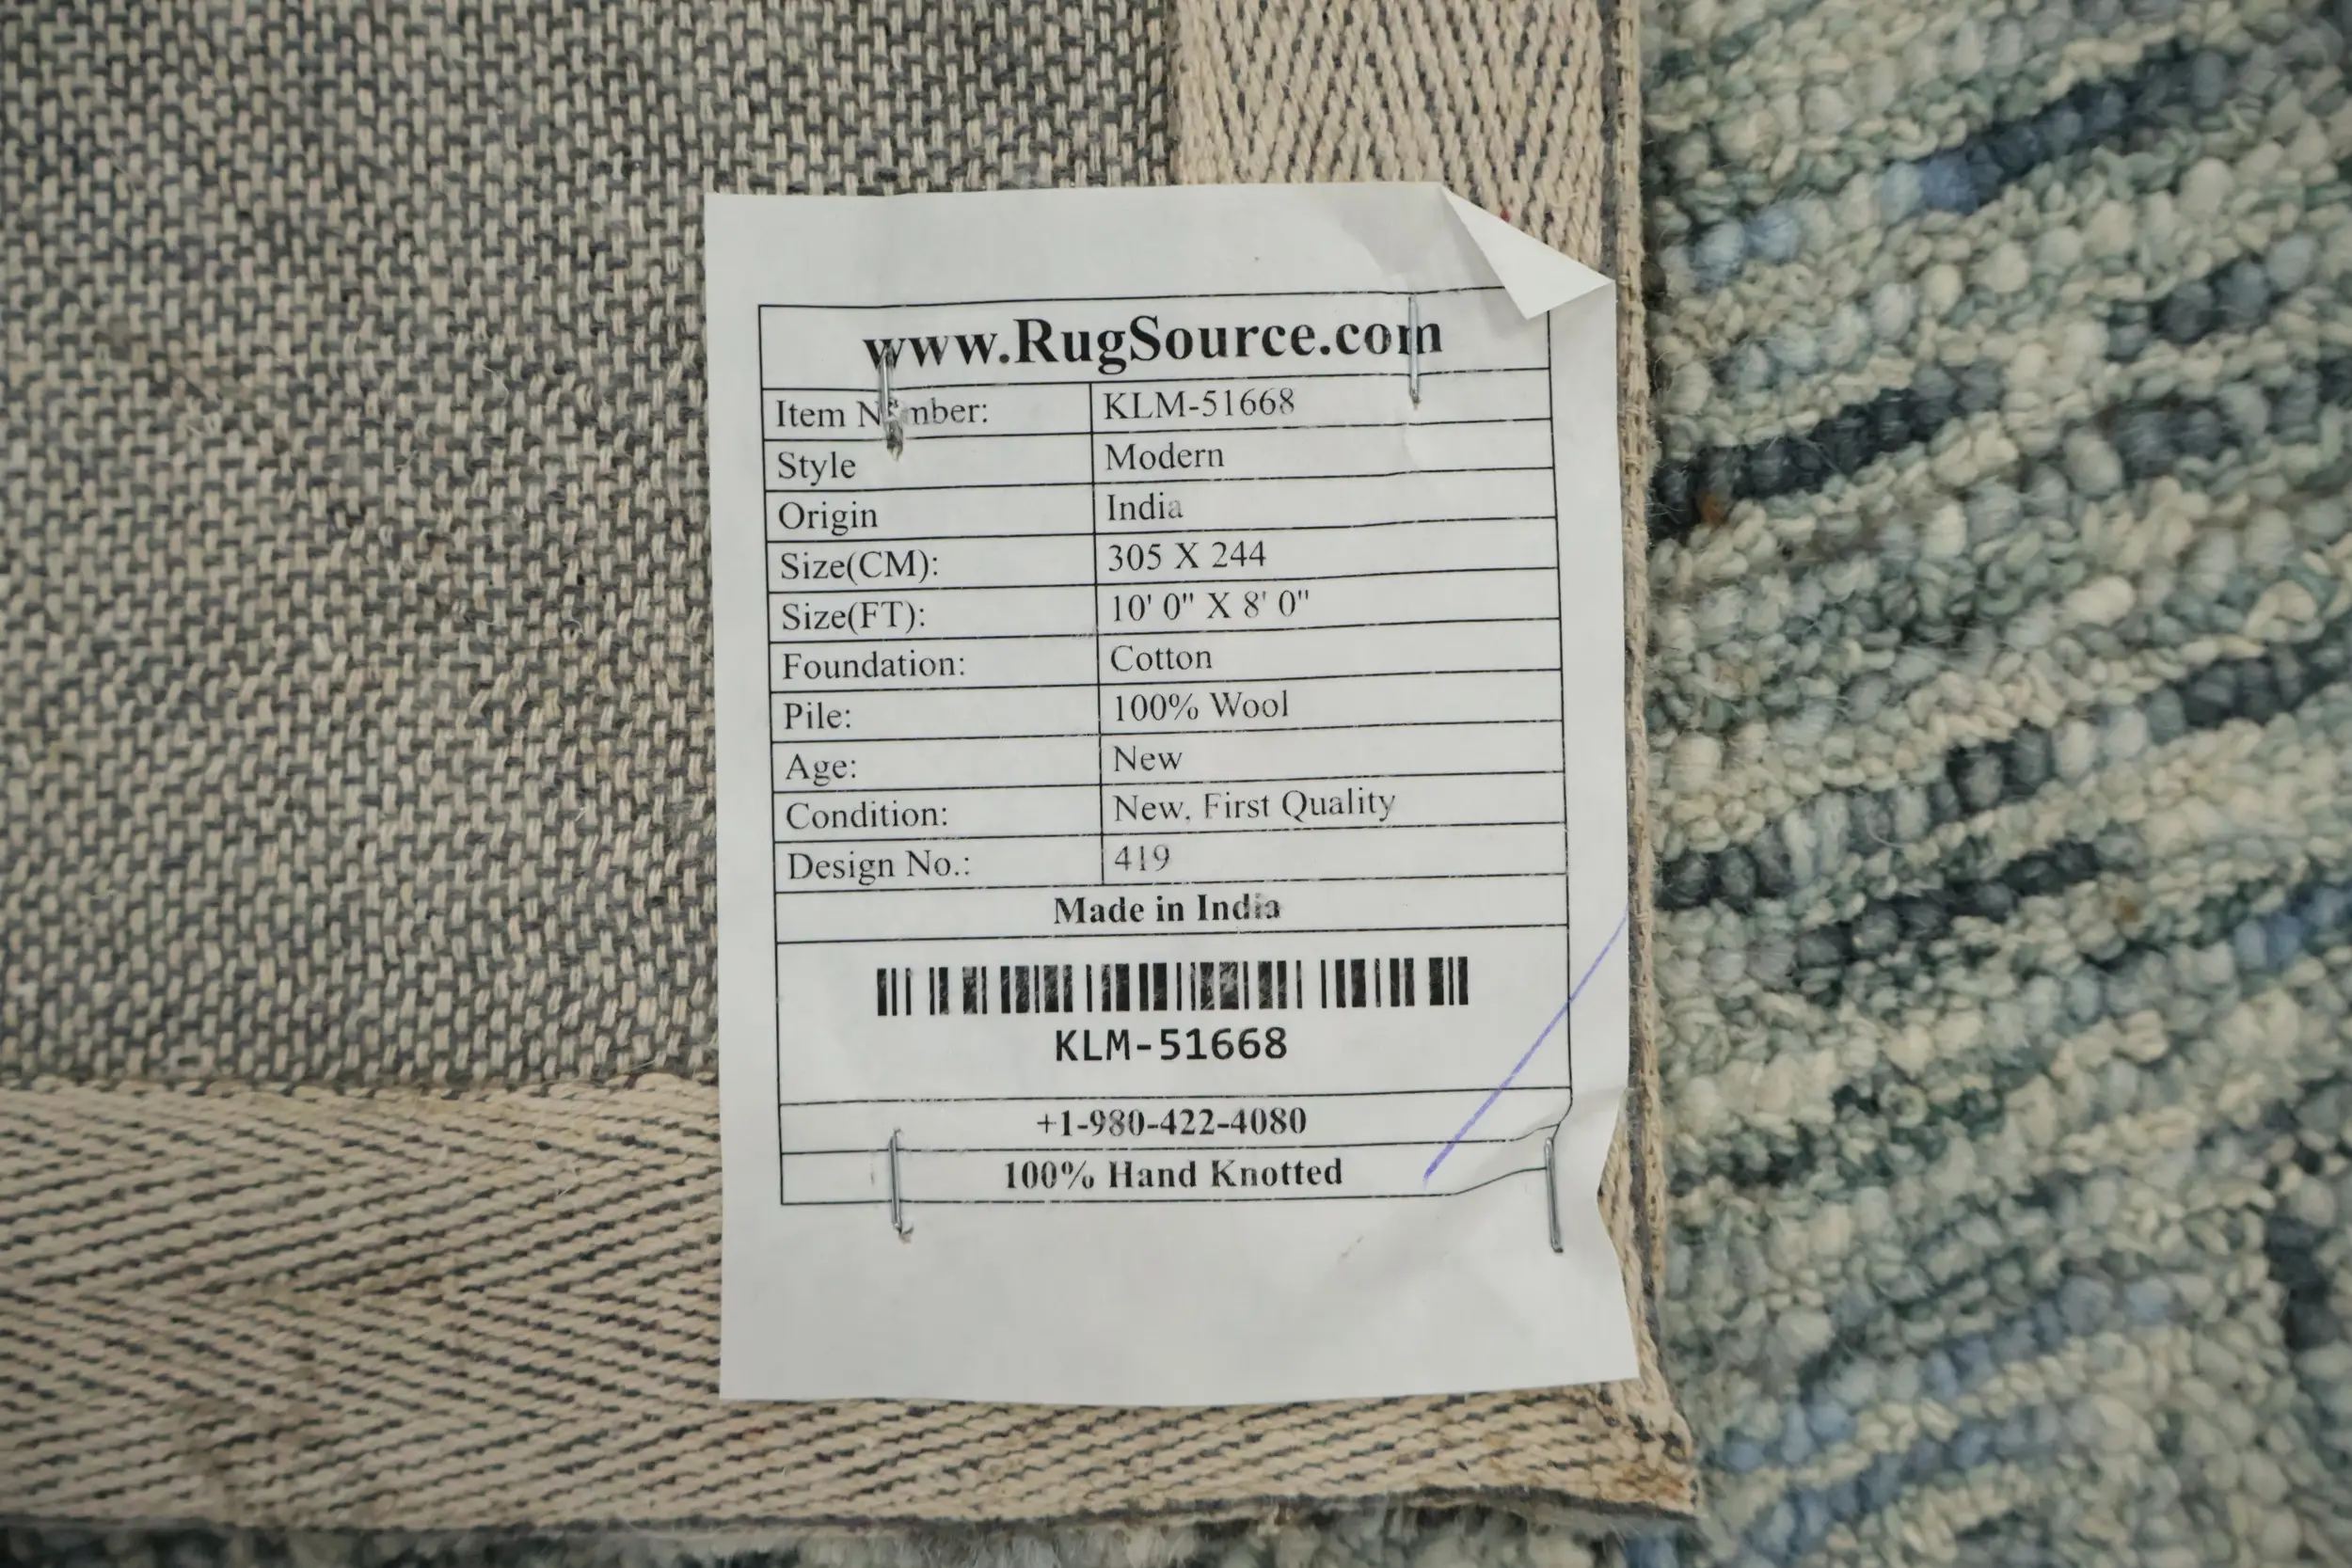 www.RugSource.com
Item Number: KLM-51668
Style Modern
Origin India
Size(CM): 305 X 244
Size(FT): 10' 0" X 8' 0"
Foundation: Cotton
Pile: 100% Wool
Age: New
Condition: New, First Quality
Design No.: 419
Made in India
KLM-51668
+1-980-422-4080
100% Hand Knotted